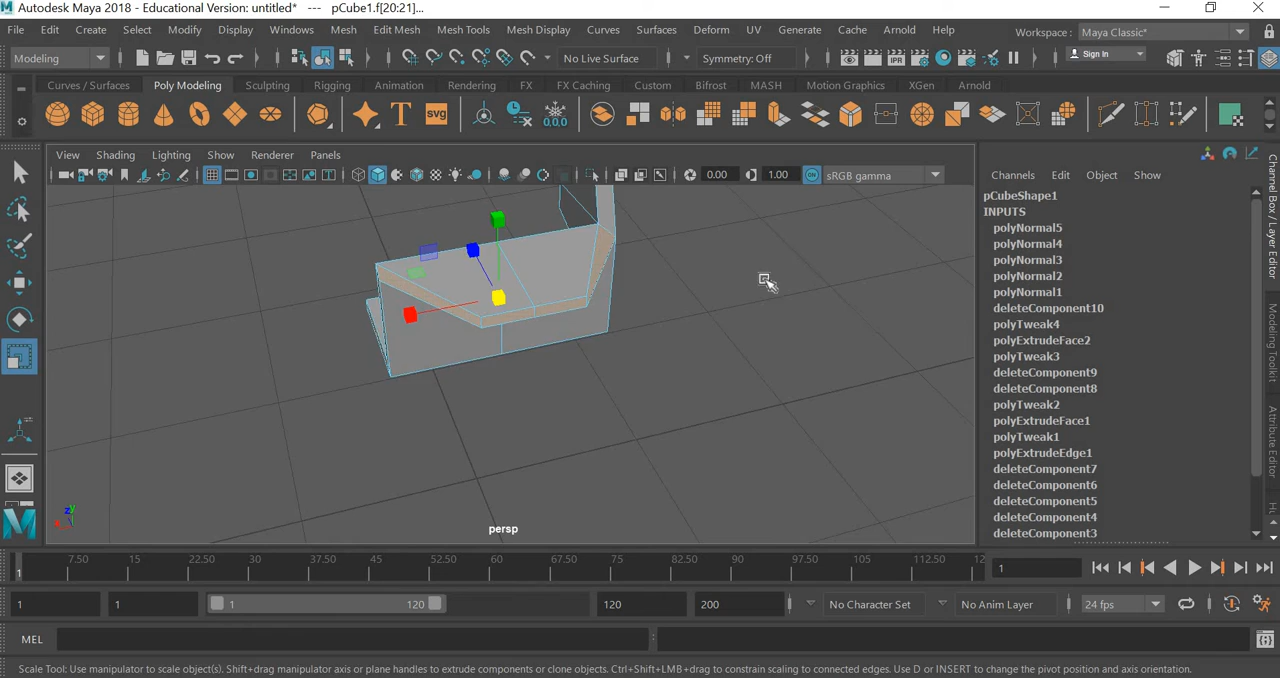 Autodesk Maya 2018 - Educational Version: untitled*   ---   pCube1.f[20:21]...
File Edit Create Select Modify Display Windows Mesh Edit Mesh Mesh Tools Mesh Display Curves Surfaces Deform UV Generate Cache Arnold Help Workspace : Maya Classic*
Modeling No Live Surface Symmetry: Off Sign In
Curves / Surfaces Poly Modeling Sculpting Rigging Animation Rendering FX FX Caching Custom Bifrost MASH Motion Graphics XGen Arnold
SVG 0,0,0
View Shading Lighting Show Renderer Panels
0.00 1.00 ON sRGB gamma
Channels Edit Object Show
pCubeShape1
INPUTS
polyNormal5
polyNormal4
polyNormal3
polyNormal2
polyNormal1
deleteComponent10
polyTweak4
polyExtrudeFace2
polyTweak3
deleteComponent9
deleteComponent8
polyTweak2
polyExtrudeFace1
polyTweak1
polyExtrudeEdge1
deleteComponent7
deleteComponent6
deleteComponent5
deleteComponent4
deleteComponent3
Channel Box / Layer Editor
Modeling Toolkit
Attribute Editor
persp
1 7.50 15 22.50 30 37.50 45 52.50 60 67.50 75 82.50 90 97.50 105 112.50 12 1
1 1 1 120 120 200 No Character Set No Anim Layer 24 fps
MEL
Scale Tool: Use manipulator to scale object(s). Shift+drag manipulator axis or plane handles to extrude components or clone objects. Ctrl+Shift+LMB+drag to constrain scaling to connected edges. Use D or INSERT to change the pivot position and axis orientation.